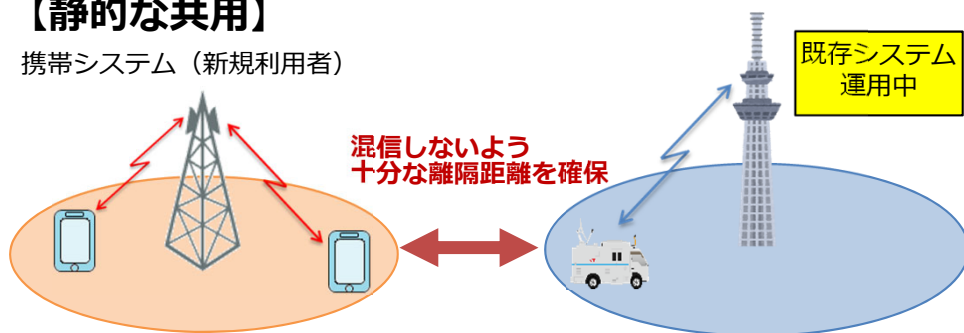 【静的な共用】
携帯システム（新規利用者）
既存システム
運用中
混信しないよう
十分な離隔距離を確保